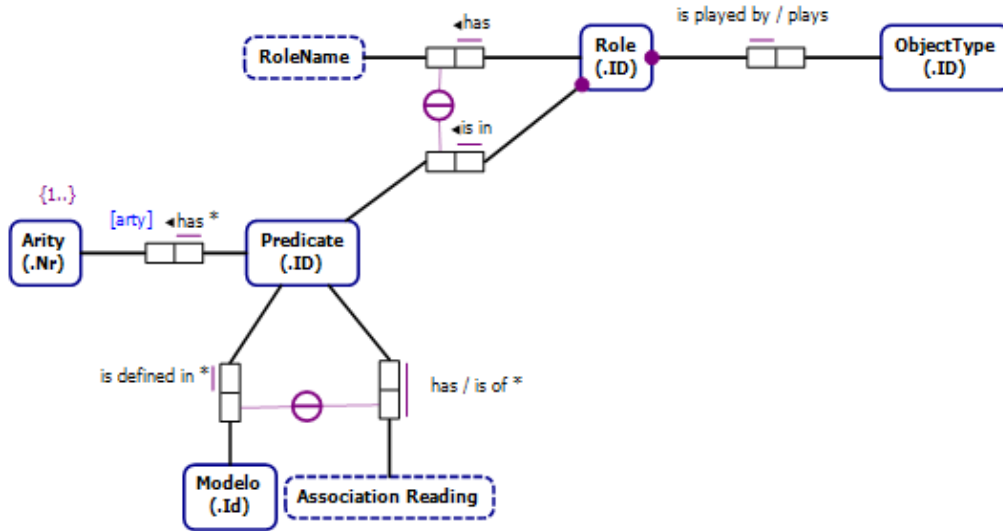 ◄has
is played by / plays
RoleName
Role
(.ID)
ObjectType
(.ID)
◄is in
{1..}
[arty]
◄has *
Arity
(.Nr)
Predicate
(.ID)
is defined in *
has / is of *
Modelo
(.Id)
Association Reading